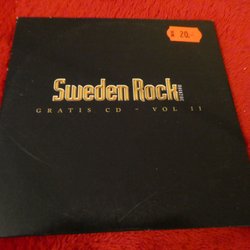 20.-
Sweden Rock
GRATIS CD - VOL II